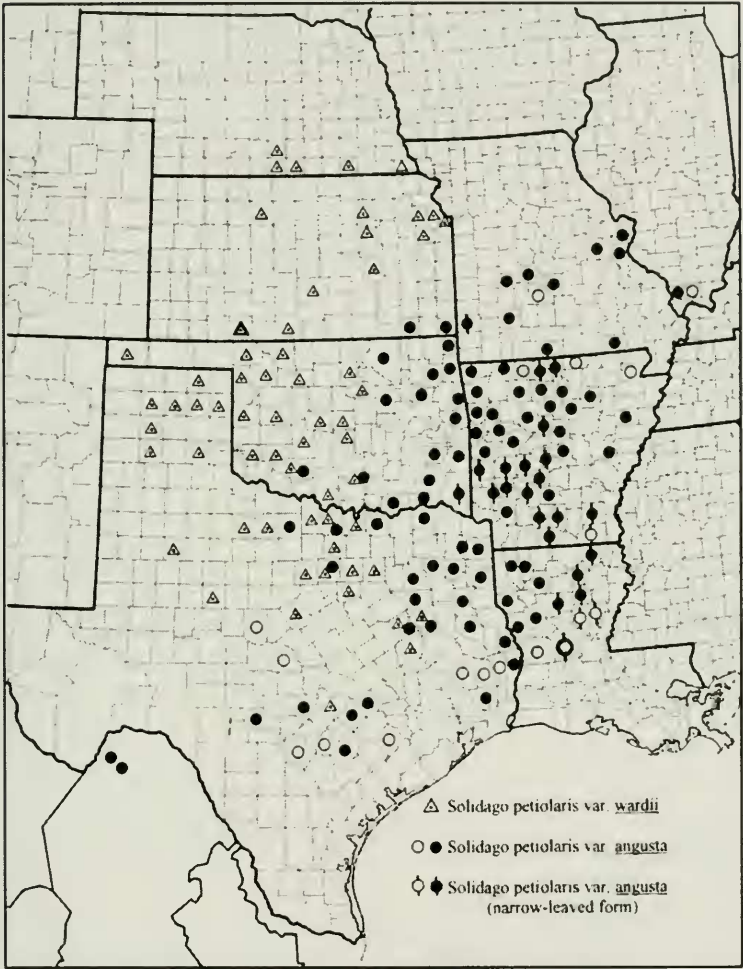 Solidago petiolaris var. wardii
Solidago petiolaris var. angusta
Solidago petiolaris var. angusta
(narrow-leaved form)